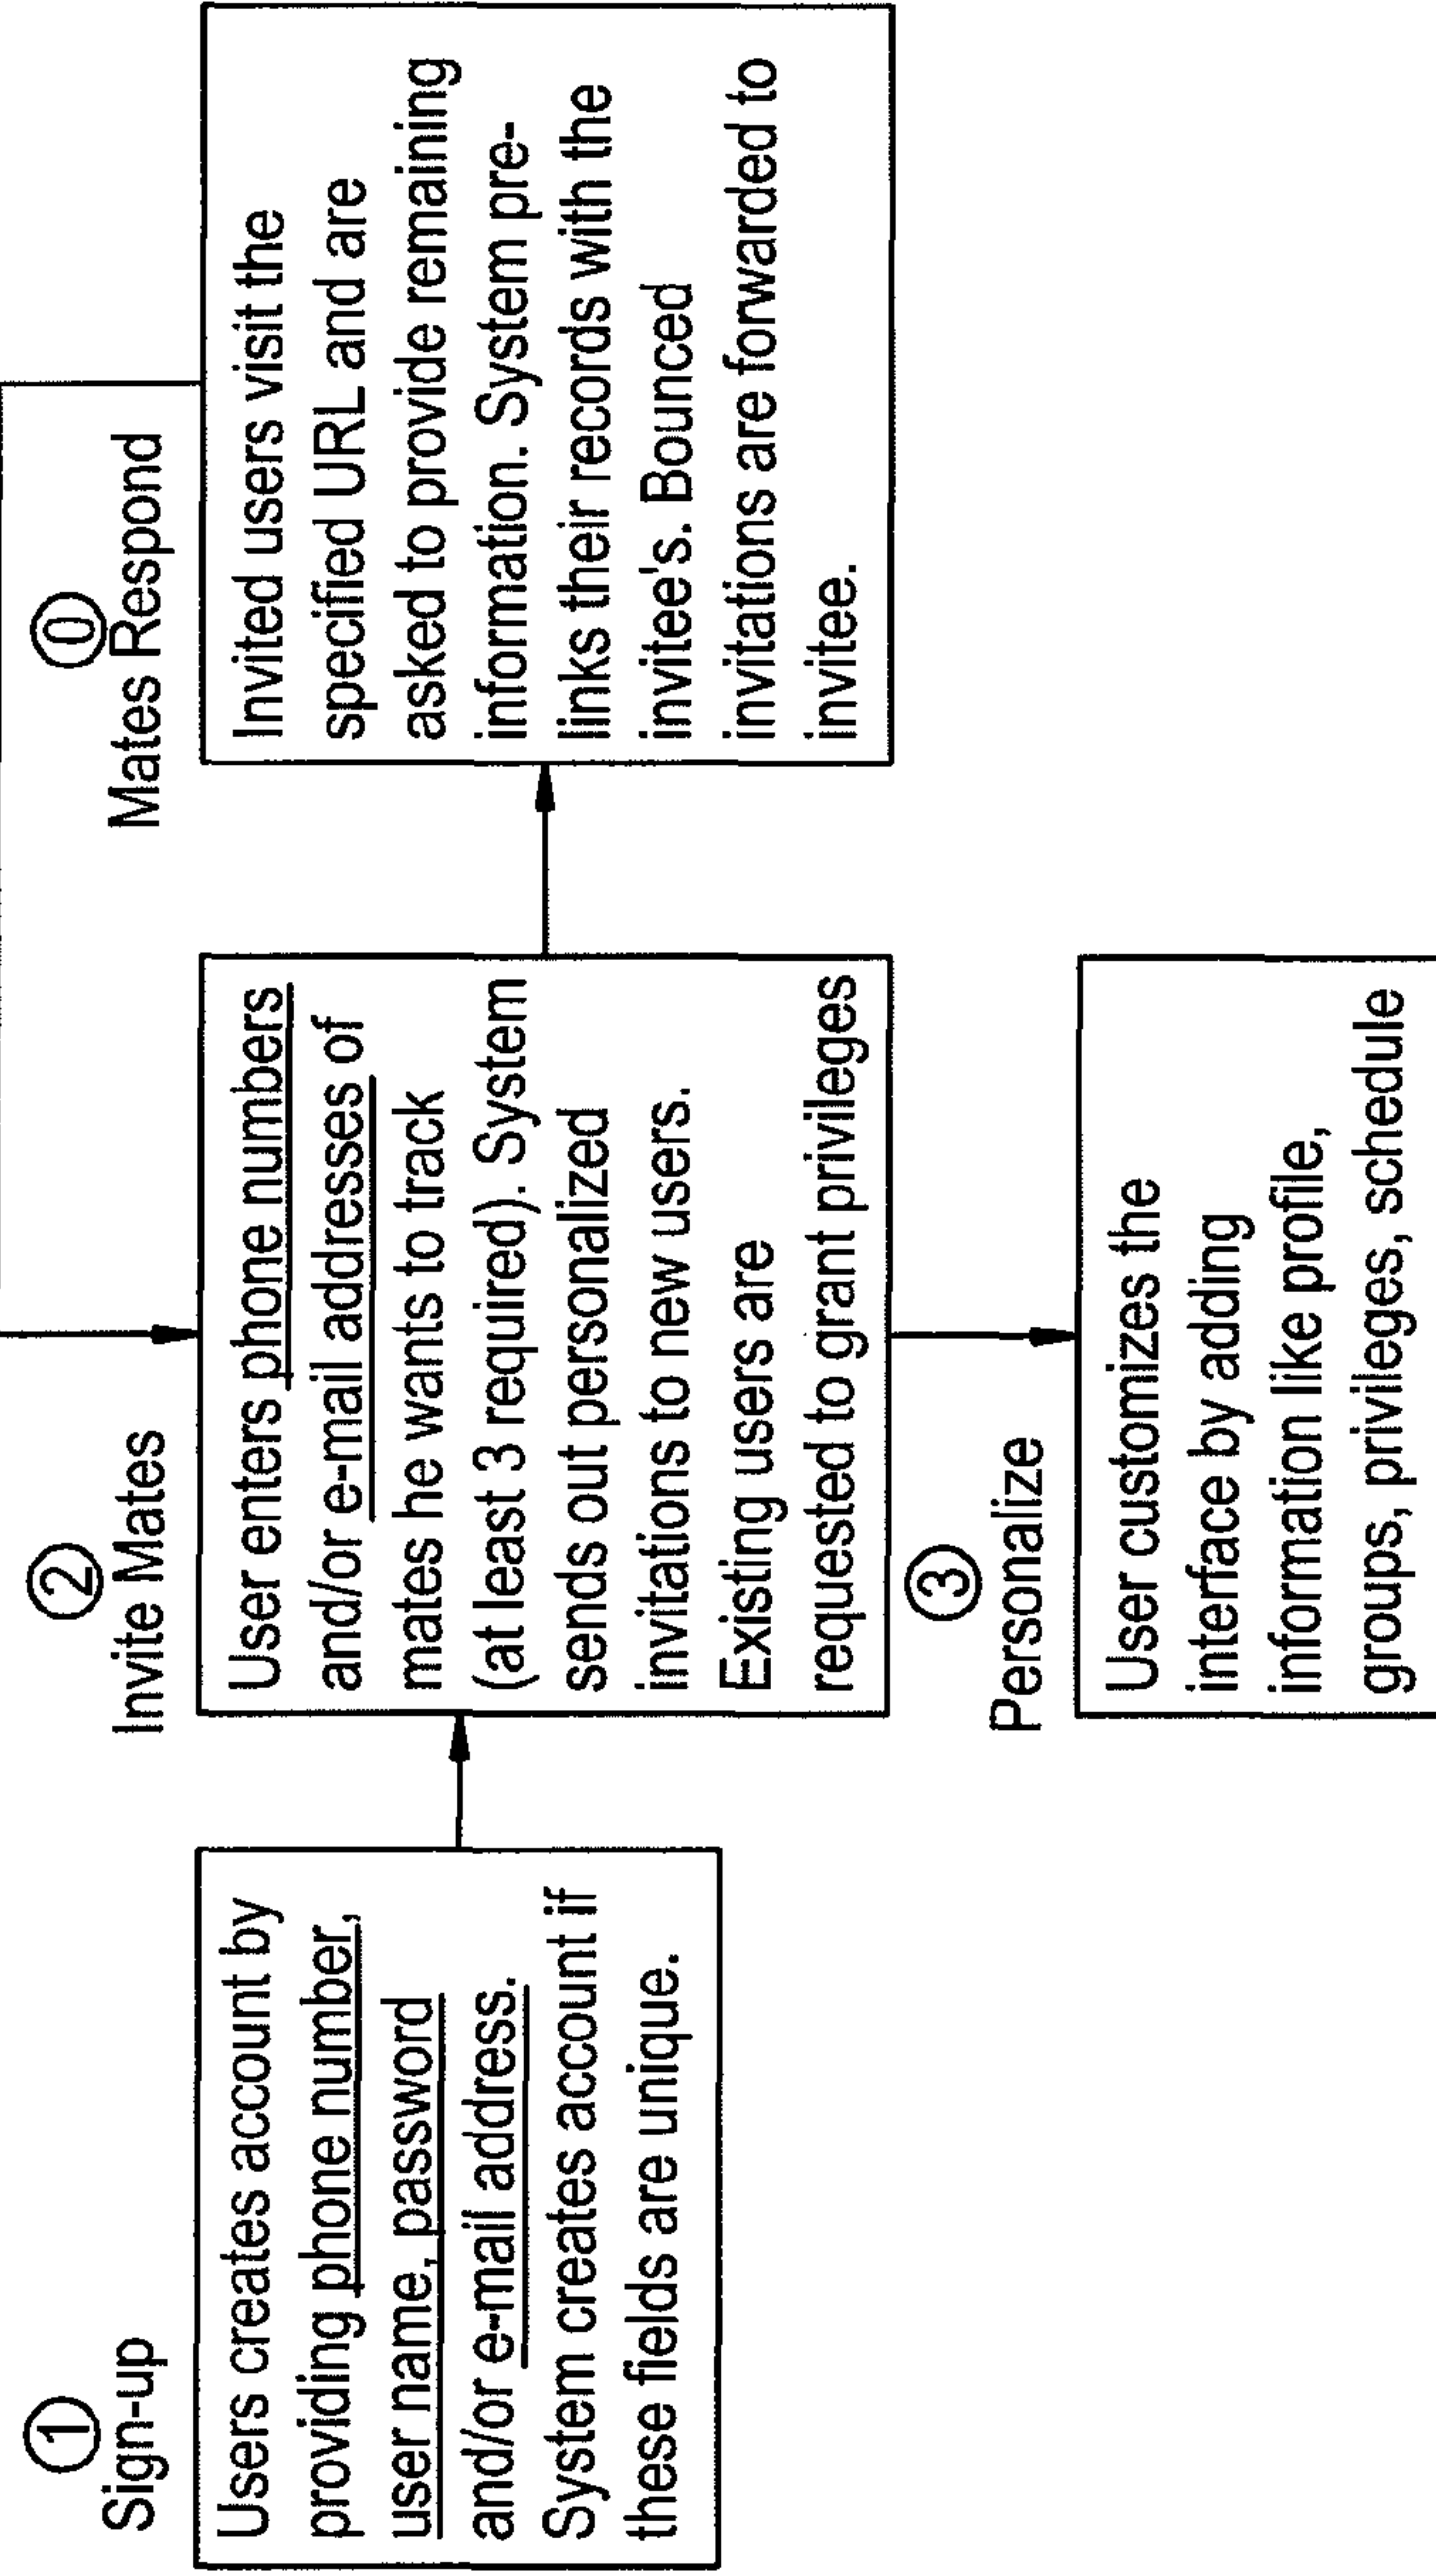 ①
Sign-up
Users creates account by
providing phone number,
user name, password
and/or e-mail address.
System creates account if
these fields are unique.
②
Invite Mates
User enters phone numbers
and/or e-mail addresses of
mates he wants to track
(at least 3 required). System
sends out personalized
invitations to new users.
Existing users are
requested to grant privileges
⓪
Mates Respond
Invited users visit the
specified URL and are
asked to provide remaining
information. System pre-
links their records with the
invitee's. Bounced
invitations are forwarded to
invitee.
③
Personalize
User customizes the
interface by adding
information like profile,
groups, privileges, schedule